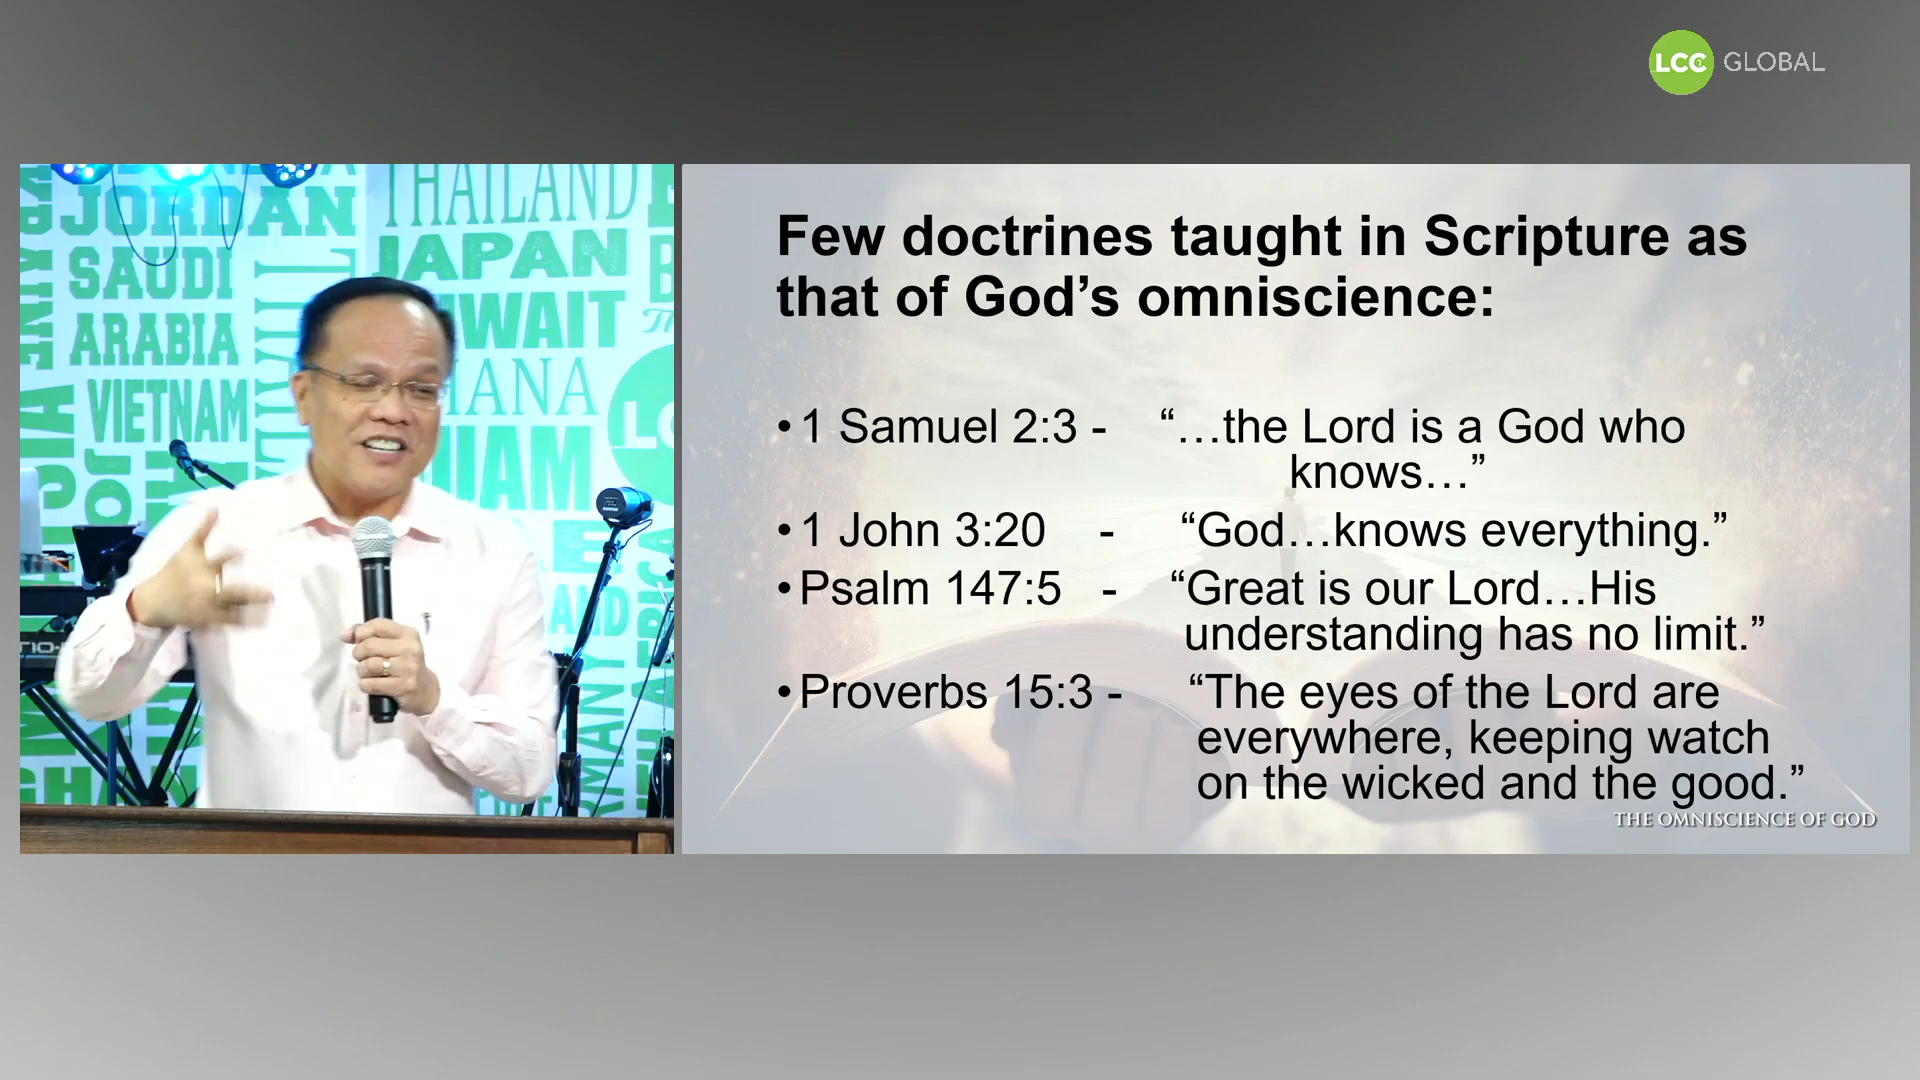 LCC GLOBAL
JORDAN
SAUDI
ARABIA
VIETNAM
THAILAND
JAPAN
Few doctrines taught in Scripture as
that of God’s omniscience:
•1 Samuel 2:3 - “…the Lord is a God who
knows…”
•1 John 3:20 - “God…knows everything.”
•Psalm 147:5 - “Great is our Lord…His
understanding has no limit.”
•Proverbs 15:3 - “The eyes of the Lord are
everywhere, keeping watch
on the wicked and the good.”
THE OMNISCIENCE OF GOD